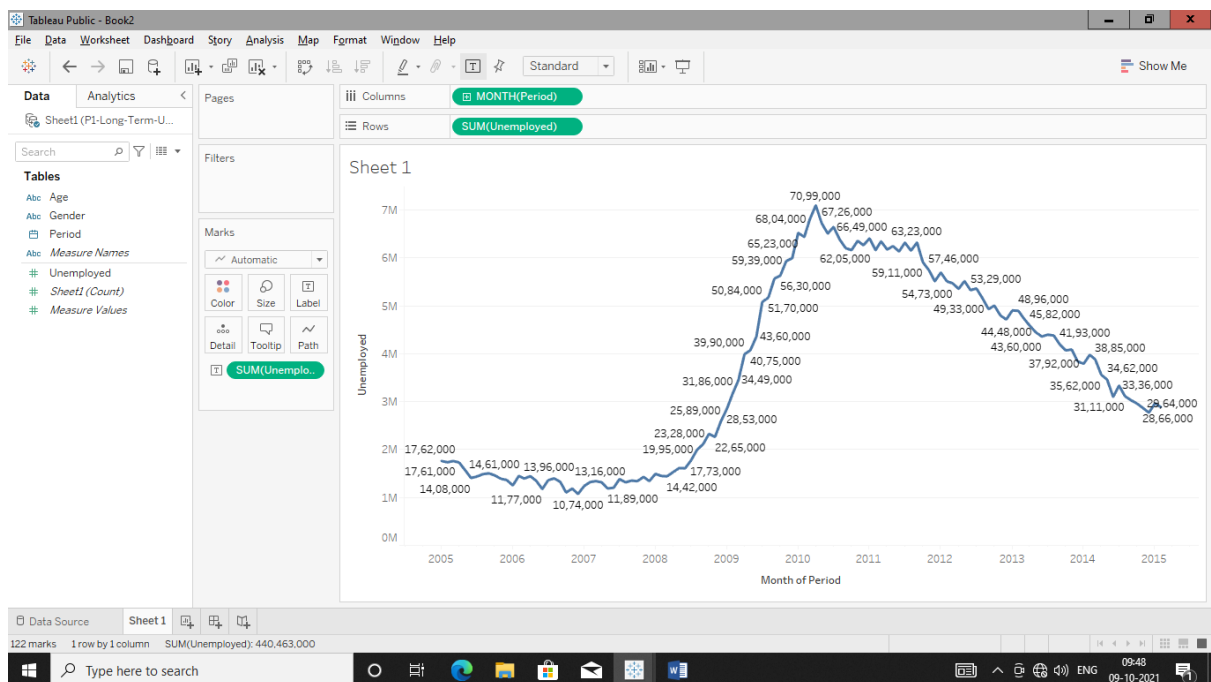 Tableau Public - Book2
File Data Worksheet Dashboard Story Analysis Map Format Window Help
Standard
Show Me
Data Analytics
Sheet1 (P1-Long-Term-U...
Search
Tables
Abc Age
Abc Gender
Period
Abc Measure Names
# Unemployed
# Sheet1 (Count)
# Measure Values
Pages
Filters
Marks
Automatic
Color Size Label
Detail Tooltip Path
SUM(Unemplo..
Columns MONTH(Period)
Rows SUM(Unemployed)
Sheet 1
Unemployed
7M
6M
5M
4M
3M
2M
1M
0M
17,62,000
17,61,000
14,08,000
14,61,000
11,77,000
13,96,000
10,74,000
13,16,000
11,89,000
14,42,000
17,73,000
19,95,000
23,28,000
22,65,000
25,89,000
28,53,000
31,86,000
34,49,000
39,90,000
40,75,000
43,60,000
50,84,000
51,70,000
56,30,000
59,39,000
65,23,000
68,04,000
70,99,000
67,26,000
66,49,000
62,05,000
63,23,000
59,11,000
57,46,000
54,73,000
53,29,000
49,33,000
48,96,000
45,82,000
44,48,000
43,60,000
41,93,000
37,92,000
38,85,000
35,62,000
34,62,000
31,11,000
33,36,000
29,64,000
28,66,000
2005 2006 2007 2008 2009 2010 2011 2012 2013 2014 2015
Month of Period
Data Source Sheet 1
122 marks 1 row by 1 column SUM(Unemployed): 440,463,000
Type here to search
ENG
09:48
09-10-2021